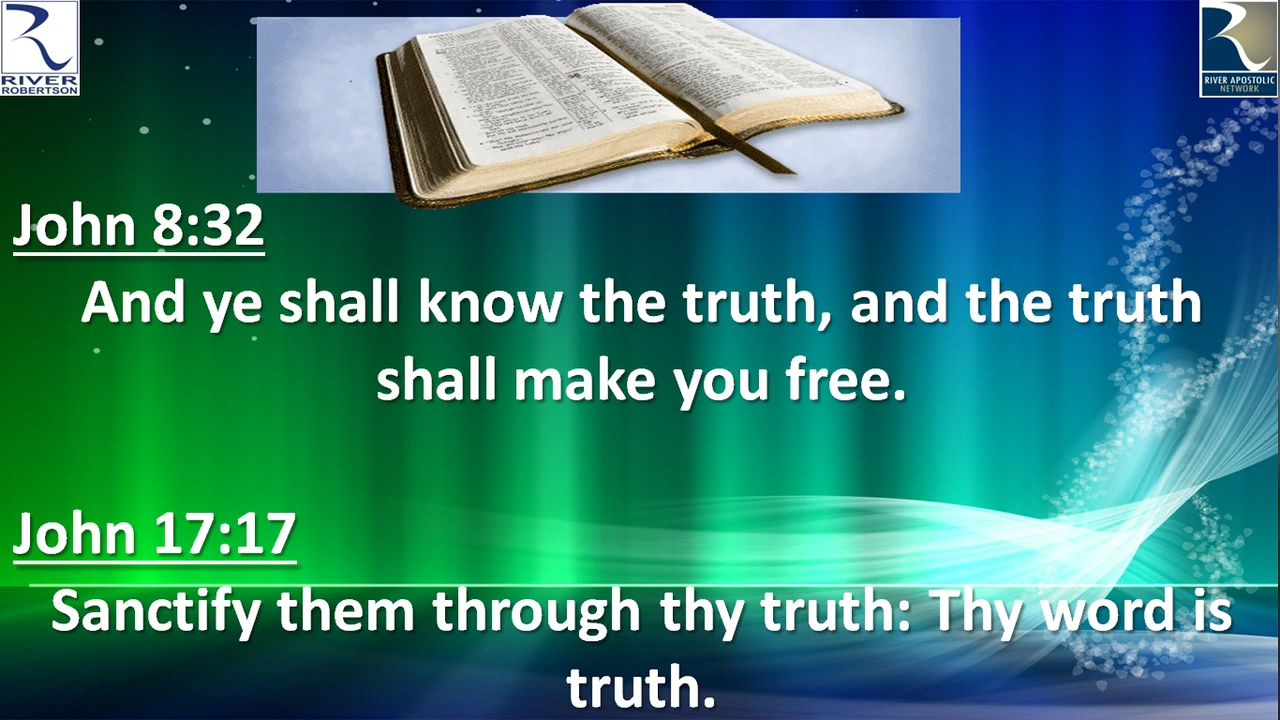 RIVER
ROBERTSON
RIVER APOSTOLIC
NETWORK
John 8:32
And ye shall know the truth, and the truth
shall make you free.
John 17:17
Sanctify them through thy truth: Thy word is
truth.